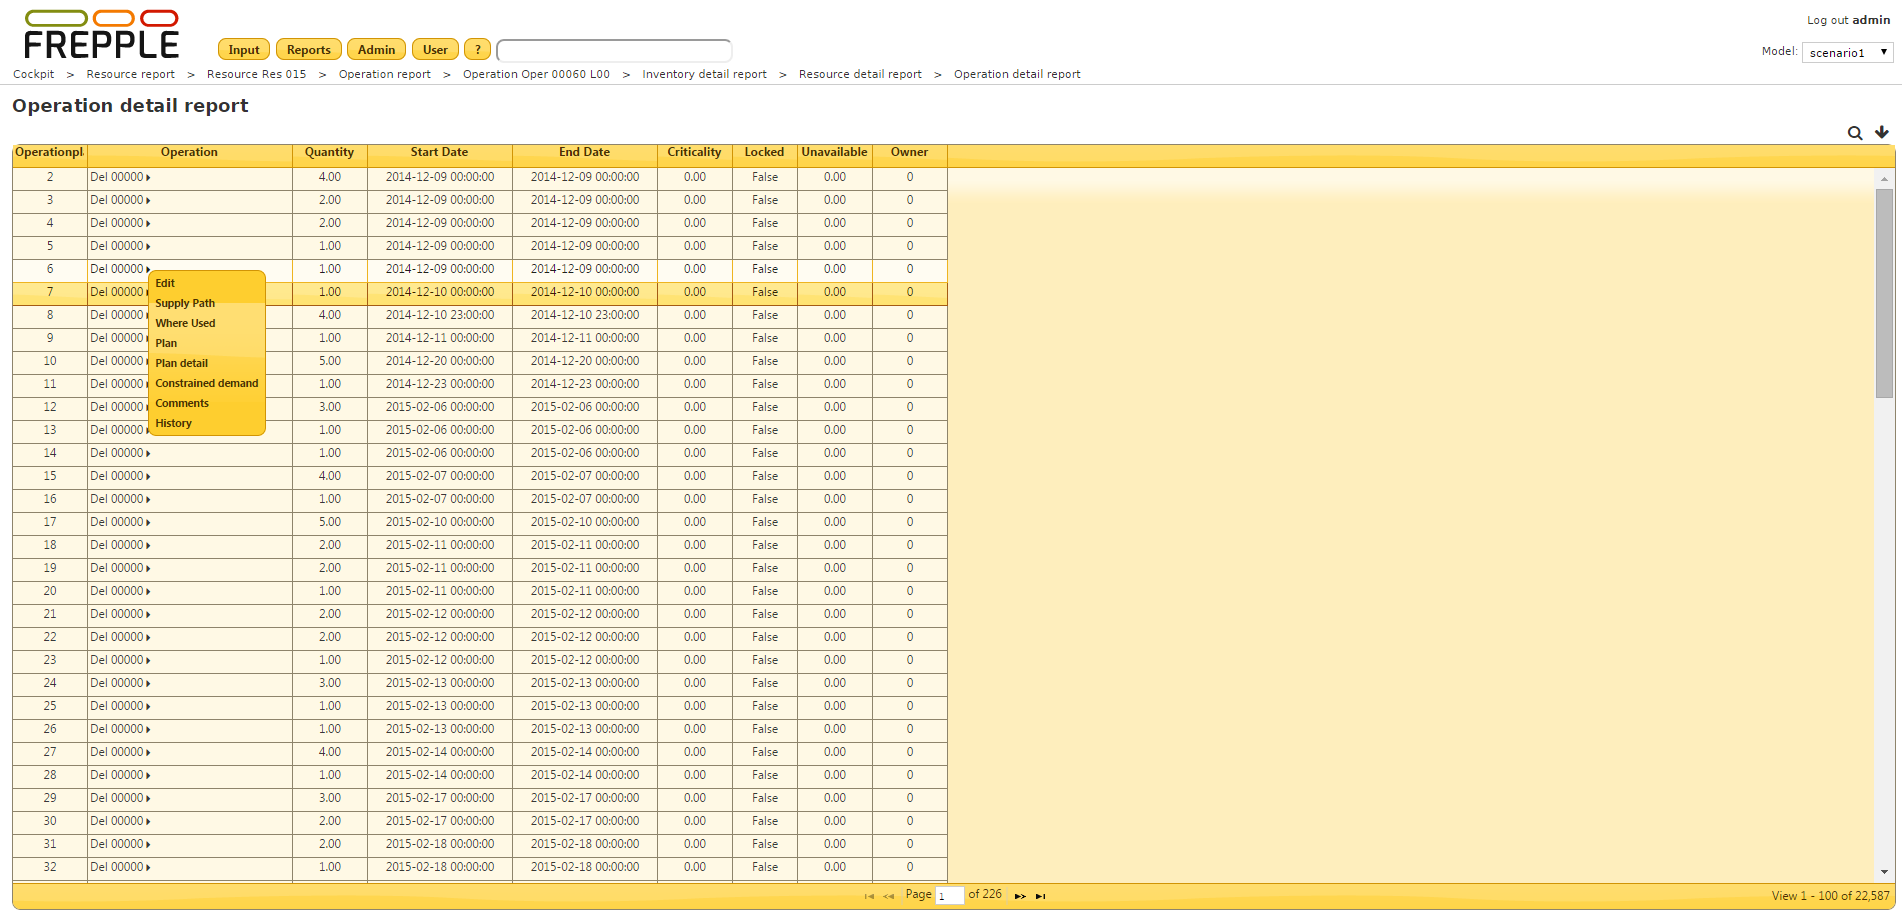 FREPPLE
Input Reports Admin User ?
Log out admin
Model: scenario1
Cockpit > Resource report > Resource Res 015 > Operation report > Operation Oper 00060 L00 > Inventory detail report > Resource detail report > Operation detail report
Operation detail report
Operationpl Operation Quantity Start Date End Date Criticality Locked Unavailable Owner
2 Del 00000 4.00 2014-12-09 00:00:00 2014-12-09 00:00:00 0.00 False 0.00 0
3 Del 00000 2.00 2014-12-09 00:00:00 2014-12-09 00:00:00 0.00 False 0.00 0
4 Del 00000 2.00 2014-12-09 00:00:00 2014-12-09 00:00:00 0.00 False 0.00 0
5 Del 00000 1.00 2014-12-09 00:00:00 2014-12-09 00:00:00 0.00 False 0.00 0
6 Del 00000 1.00 2014-12-09 00:00:00 2014-12-09 00:00:00 0.00 False 0.00 0
7 Del 00000 1.00 2014-12-10 00:00:00 2014-12-10 00:00:00 0.00 False 0.00 0
8 Del 00000 4.00 2014-12-10 23:00:00 2014-12-10 23:00:00 0.00 False 0.00 0
9 Del 00000 1.00 2014-12-11 00:00:00 2014-12-11 00:00:00 0.00 False 0.00 0
10 Del 00000 5.00 2014-12-20 00:00:00 2014-12-20 00:00:00 0.00 False 0.00 0
11 Del 00000 1.00 2014-12-23 00:00:00 2014-12-23 00:00:00 0.00 False 0.00 0
12 Del 00000 3.00 2015-02-06 00:00:00 2015-02-06 00:00:00 0.00 False 0.00 0
13 Del 00000 1.00 2015-02-06 00:00:00 2015-02-06 00:00:00 0.00 False 0.00 0
14 Del 00000 1.00 2015-02-06 00:00:00 2015-02-06 00:00:00 0.00 False 0.00 0
15 Del 00000 4.00 2015-02-07 00:00:00 2015-02-07 00:00:00 0.00 False 0.00 0
16 Del 00000 1.00 2015-02-07 00:00:00 2015-02-07 00:00:00 0.00 False 0.00 0
17 Del 00000 5.00 2015-02-10 00:00:00 2015-02-10 00:00:00 0.00 False 0.00 0
18 Del 00000 2.00 2015-02-11 00:00:00 2015-02-11 00:00:00 0.00 False 0.00 0
19 Del 00000 2.00 2015-02-11 00:00:00 2015-02-11 00:00:00 0.00 False 0.00 0
20 Del 00000 1.00 2015-02-11 00:00:00 2015-02-11 00:00:00 0.00 False 0.00 0
21 Del 00000 2.00 2015-02-12 00:00:00 2015-02-12 00:00:00 0.00 False 0.00 0
22 Del 00000 2.00 2015-02-12 00:00:00 2015-02-12 00:00:00 0.00 False 0.00 0
23 Del 00000 1.00 2015-02-12 00:00:00 2015-02-12 00:00:00 0.00 False 0.00 0
24 Del 00000 3.00 2015-02-13 00:00:00 2015-02-13 00:00:00 0.00 False 0.00 0
25 Del 00000 1.00 2015-02-13 00:00:00 2015-02-13 00:00:00 0.00 False 0.00 0
26 Del 00000 1.00 2015-02-13 00:00:00 2015-02-13 00:00:00 0.00 False 0.00 0
27 Del 00000 4.00 2015-02-14 00:00:00 2015-02-14 00:00:00 0.00 False 0.00 0
28 Del 00000 1.00 2015-02-14 00:00:00 2015-02-14 00:00:00 0.00 False 0.00 0
29 Del 00000 3.00 2015-02-17 00:00:00 2015-02-17 00:00:00 0.00 False 0.00 0
30 Del 00000 2.00 2015-02-17 00:00:00 2015-02-17 00:00:00 0.00 False 0.00 0
31 Del 00000 2.00 2015-02-18 00:00:00 2015-02-18 00:00:00 0.00 False 0.00 0
32 Del 00000 1.00 2015-02-18 00:00:00 2015-02-18 00:00:00 0.00 False 0.00 0
Edit
Supply Path
Where Used
Plan
Plan detail
Constrained demand
Comments
History
Page 1 of 226
View 1 - 100 of 22,587